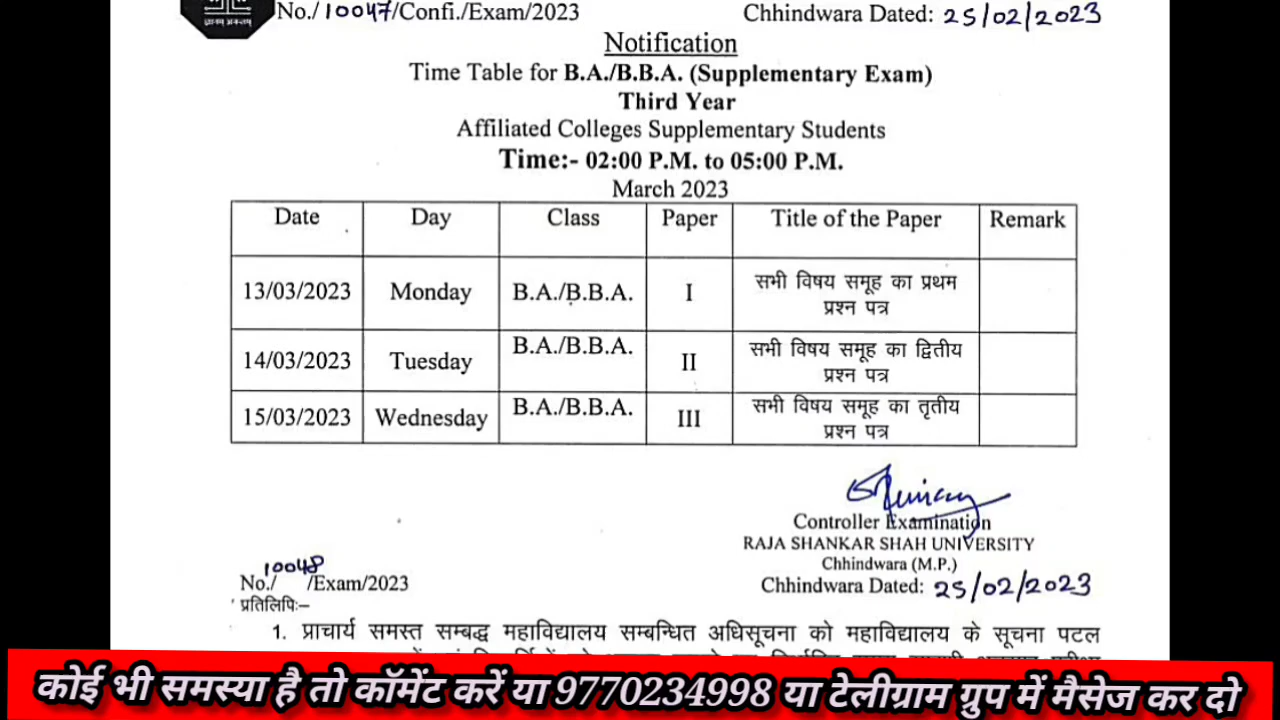 No./10047/Confi./Exam/2023
Chhindwara Dated: 25/02/2023
Notification
Time Table for B.A./B.B.A. (Supplementary Exam)
Third Year
Affiliated Colleges Supplementary Students
Time:- 02:00 P.M. to 05:00 P.M.
March 2023
Date Day Class Paper Title of the Paper Remark
13/03/2023 Monday B.A./B.B.A. I सभी विषय समूह का प्रथम
प्रश्न पत्र
14/03/2023 Tuesday B.A./B.B.A. II सभी विषय समूह का द्वितीय
प्रश्न पत्र
15/03/2023 Wednesday B.A./B.B.A. III सभी विषय समूह का तृतीय
प्रश्न पत्र
Controller Examination
RAJA SHANKAR SHAH UNIVERSITY
Chhindwara (M.P.)
No./10048/Exam/2023
Chhindwara Dated: 25/02/2023
प्रतिलिपिः–
1. प्राचार्य समस्त सम्बद्ध महाविद्यालय सम्बन्धित अधिसूचना को महाविद्यालय के सूचना पटल
कोई भी समस्या है तो कॉमेंट करें या 9770234998 या टेलीग्राम ग्रुप में मैसेज कर दो